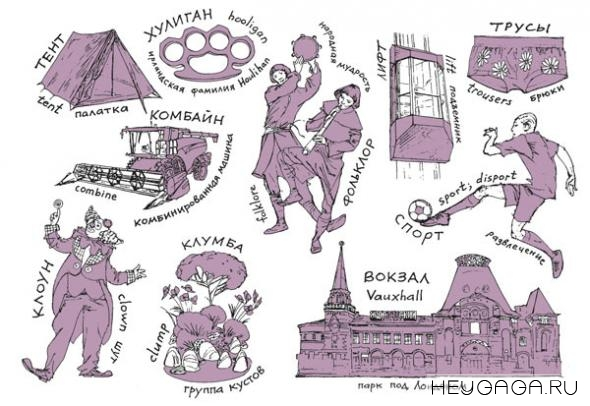 ТЕНТ
tent
палатка
ХУЛИГАН
hooligan
ирландская фамилия Houlihan
народная
мудрость
folklore
ФОЛЬКЛОР
ЛИФТ
lift
подъемник
ТРУСЫ
trousers
брюки
КОМБАЙН
combine
комбинированная машина
sport; disport
СПОРТ
развлечение
КЛОУН
clown
шут
КЛУМБА
clump
группа кустов
ВОКЗАЛ
Vauxhall
парк под
HEYGAGA.RU